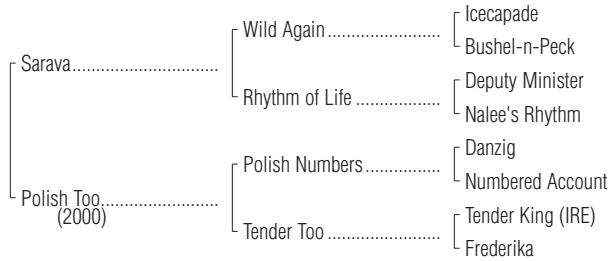 Icecapade
Wild Again
Bushel-n-Peck
Sarava
Deputy Minister
Rhythm of Life
Nalee's Rhythm
Danzig
Polish Numbers
Numbered Account
Polish Too
(2000)
Tender King (IRE)
Tender Too
Frederika